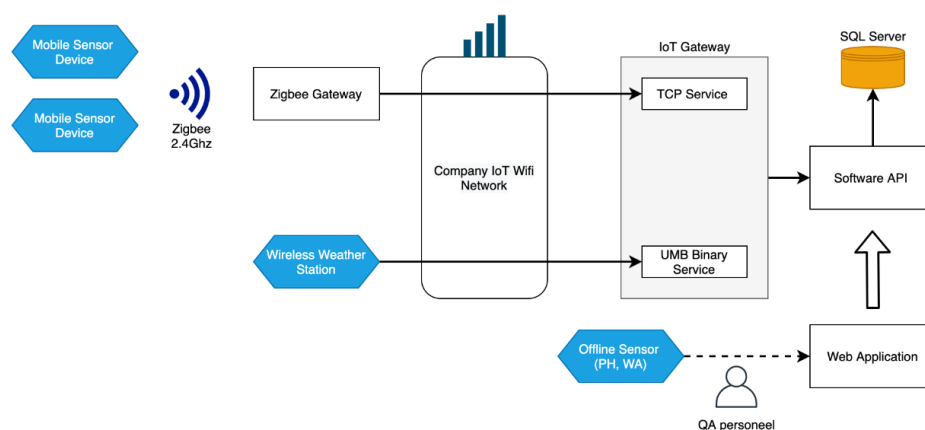 Mobile Sensor
Device
Mobile Sensor
Device
Zigbee
2.4Ghz
Zigbee Gateway
Company IoT Wifi
Network
Wireless Weather
Station
IoT Gateway
TCP Service
UMB Binary
Service
SQL Server
Software API
Offline Sensor
(PH, WA)
QA personeel
Web Application